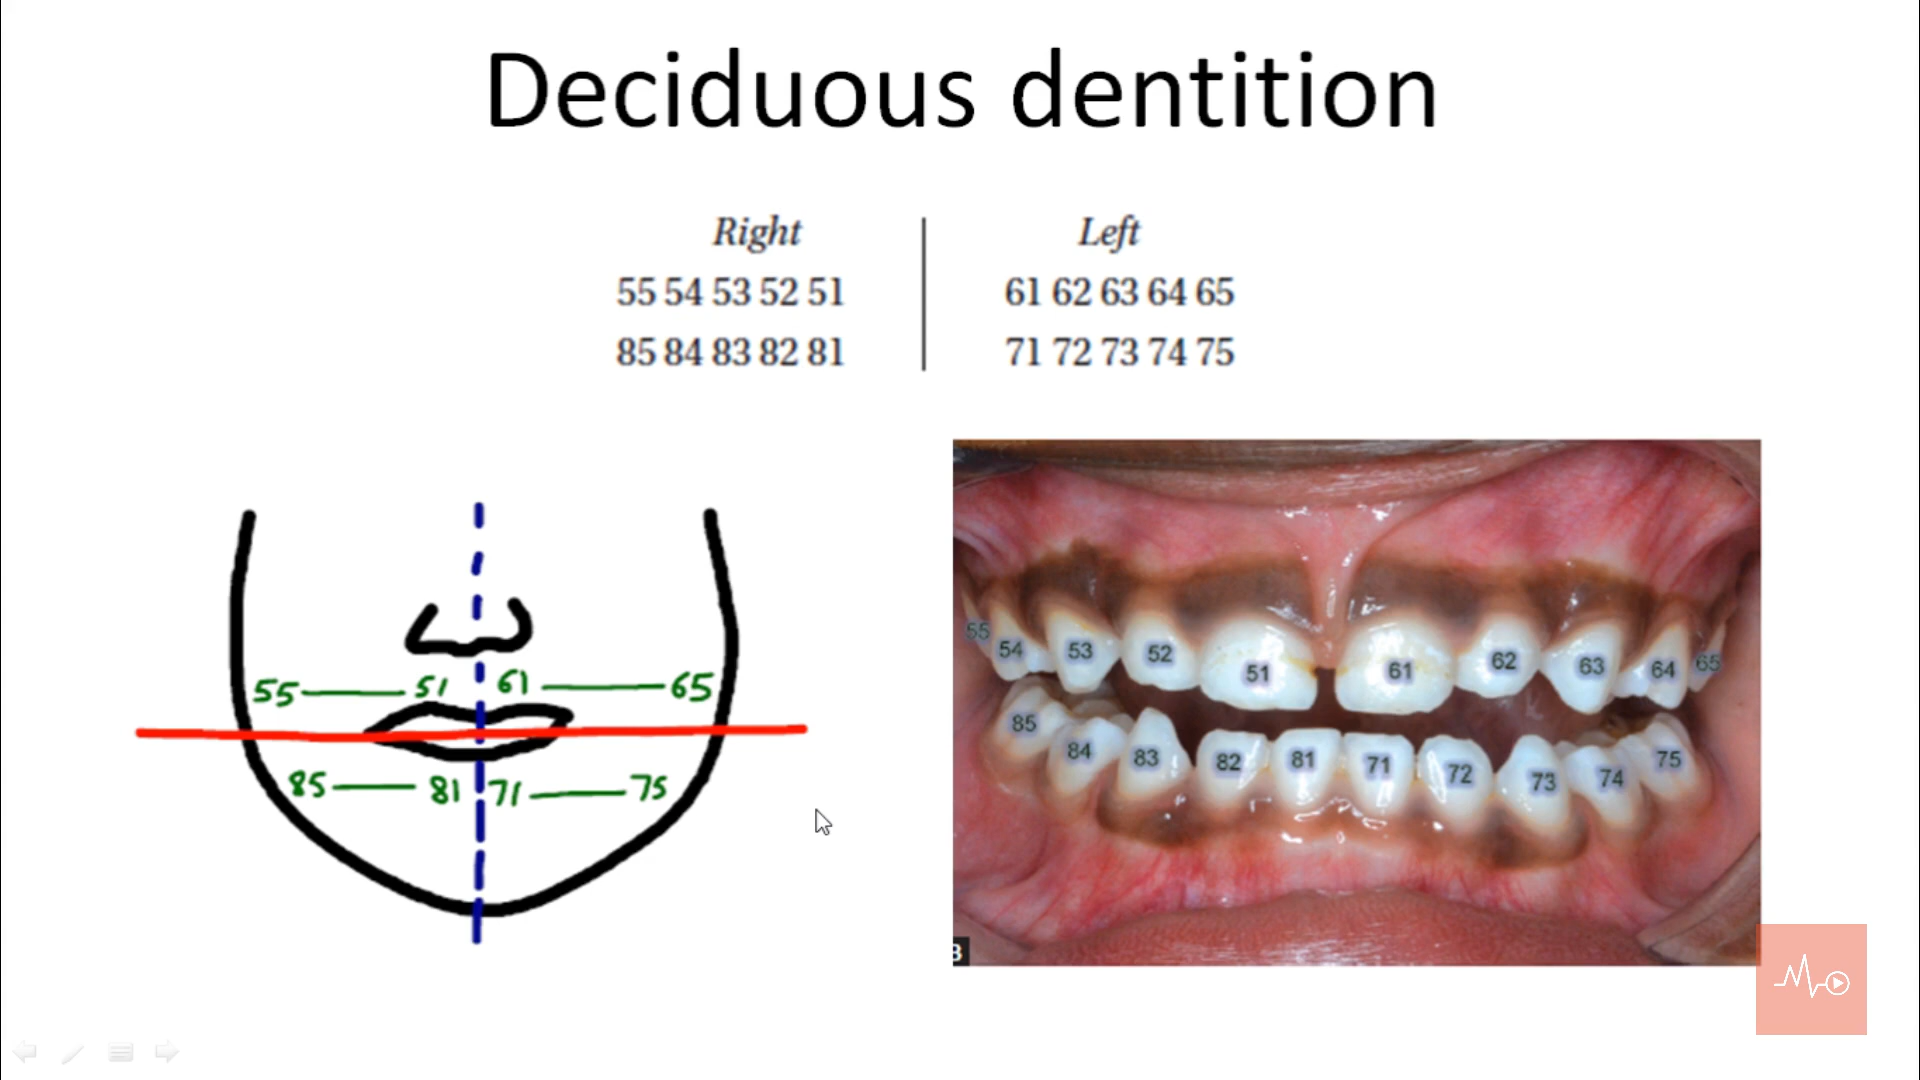 Deciduous dentition
Right Left
55 54 53 52 51 61 62 63 64 65
85 84 83 82 81 71 72 73 74 75
55 51 61 65
85 81 71 75
55 54 53 52 51 61 62 63 64 65
85 84 83 82 81 71 72 73 74 75
B